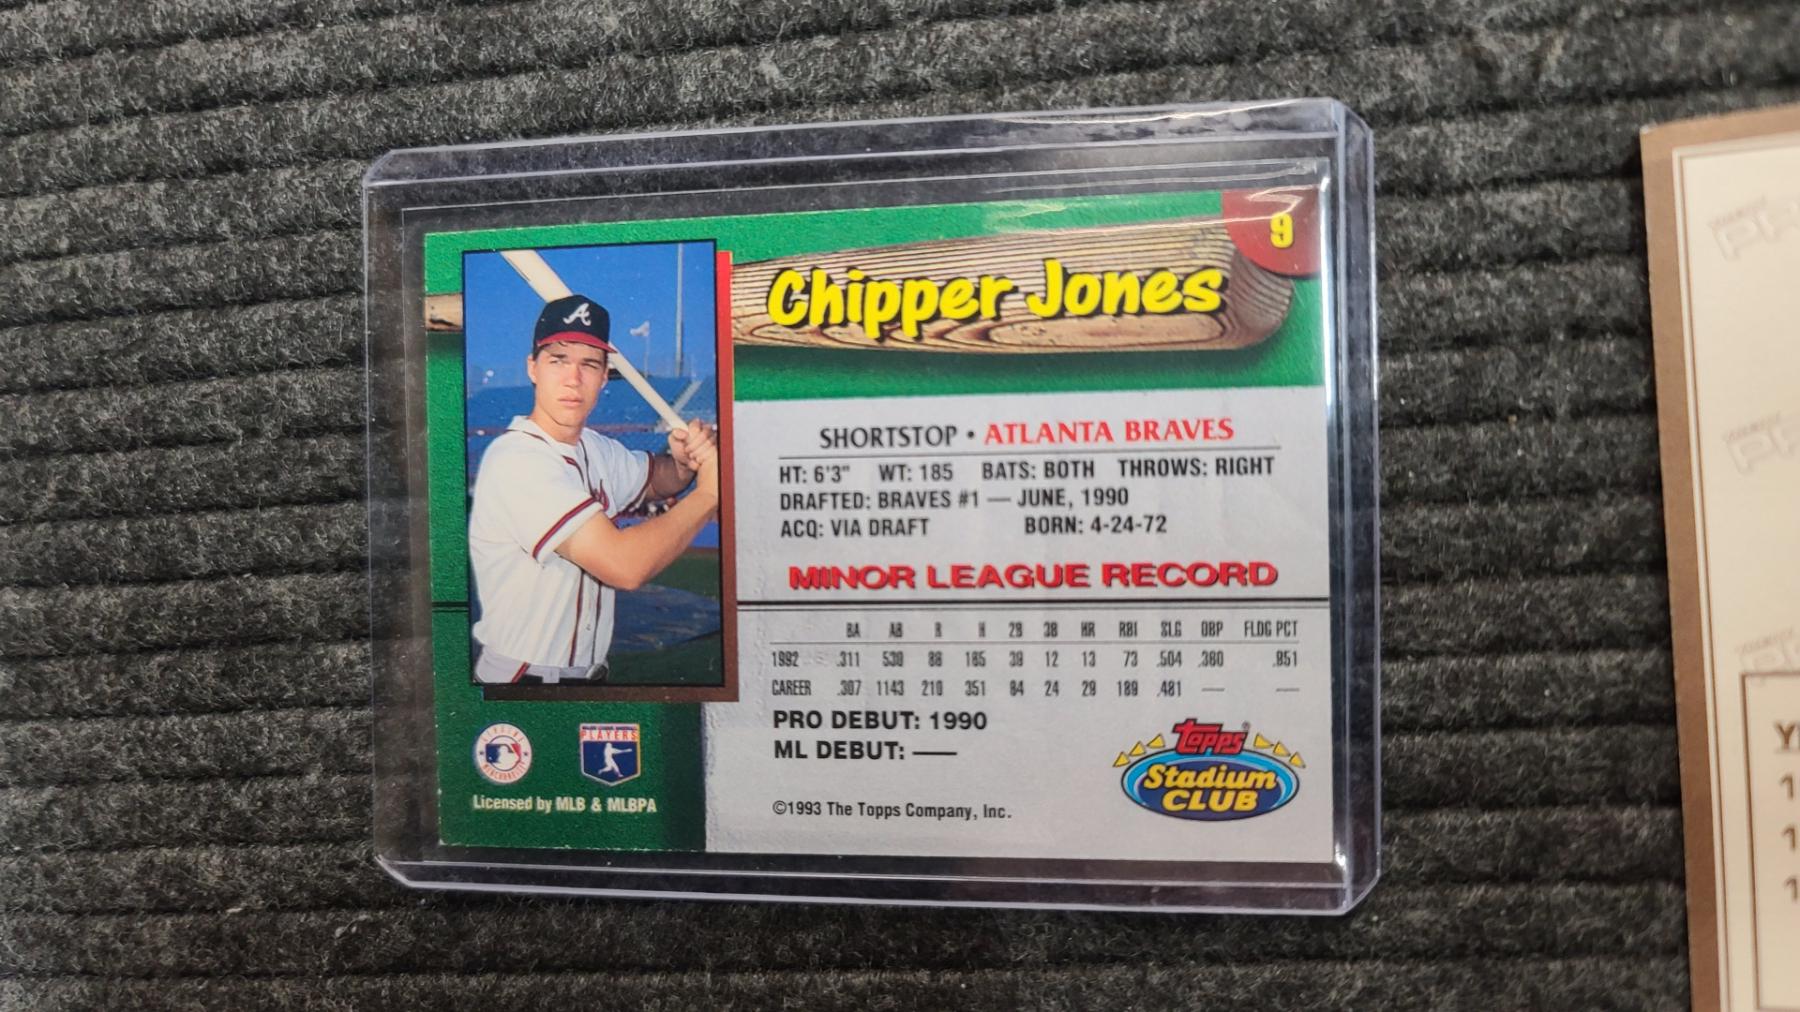 9
Chipper Jones
SHORTSTOP • ATLANTA BRAVES
HT: 6'3" WT: 185 BATS: BOTH THROWS: RIGHT
DRAFTED: BRAVES #1 — JUNE, 1990
ACQ: VIA DRAFT BORN: 4-24-72
MINOR LEAGUE RECORD
BA AB R H 2B 3B HR RBI SLG OBP FLDG PCT
1992 .311 530 88 165 39 12 13 73 .504 .380 .951
CAREER .307 1143 210 351 84 24 29 189 .481 — —
PRO DEBUT: 1990
ML DEBUT: —
A
PLAYERS
Licensed by MLB & MLBPA
©1993 The Topps Company, Inc.
Topps®
Stadium
CLUB
Y
1
1
1